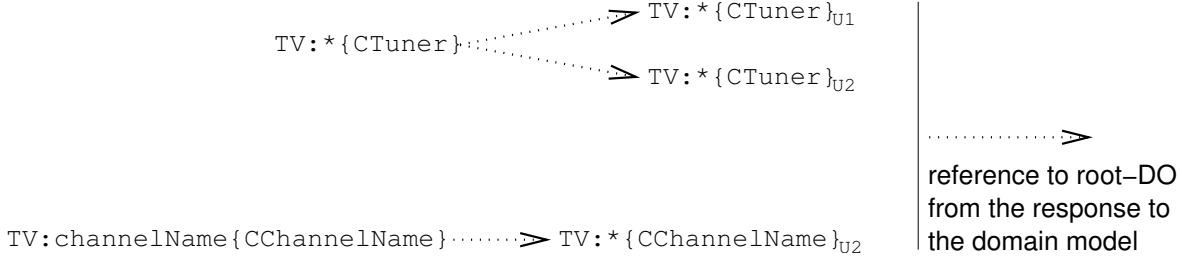 TV:*{CTuner}U1
TV:*{CTuner}
TV:*{CTuner}U2
reference to root−DO
from the response to
TV:channelName{CChannelName} TV:*{CChannelName}U2
the domain model